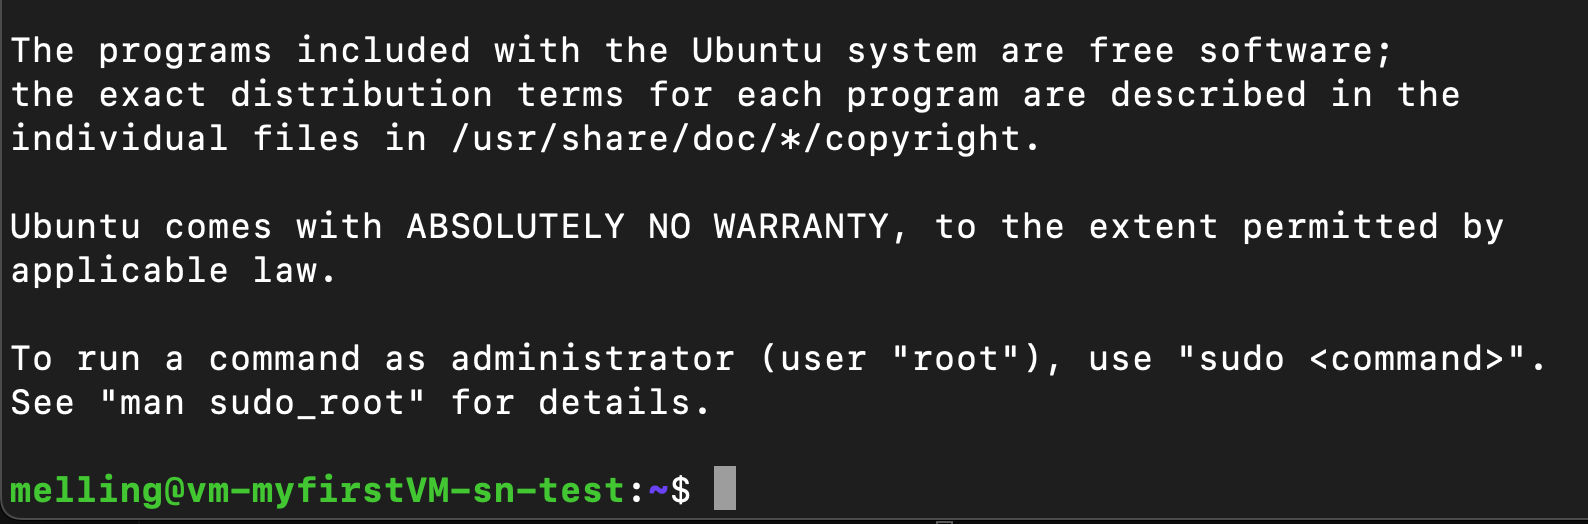 The programs included with the Ubuntu system are free software;
the exact distribution terms for each program are described in the
individual files in /usr/share/doc/*/copyright.
Ubuntu comes with ABSOLUTELY NO WARRANTY, to the extent permitted by
applicable law.
To run a command as administrator (user "root"), use "sudo <command>".
See "man sudo_root" for details.
melling@vm-myfirstVM-sn-test:~$